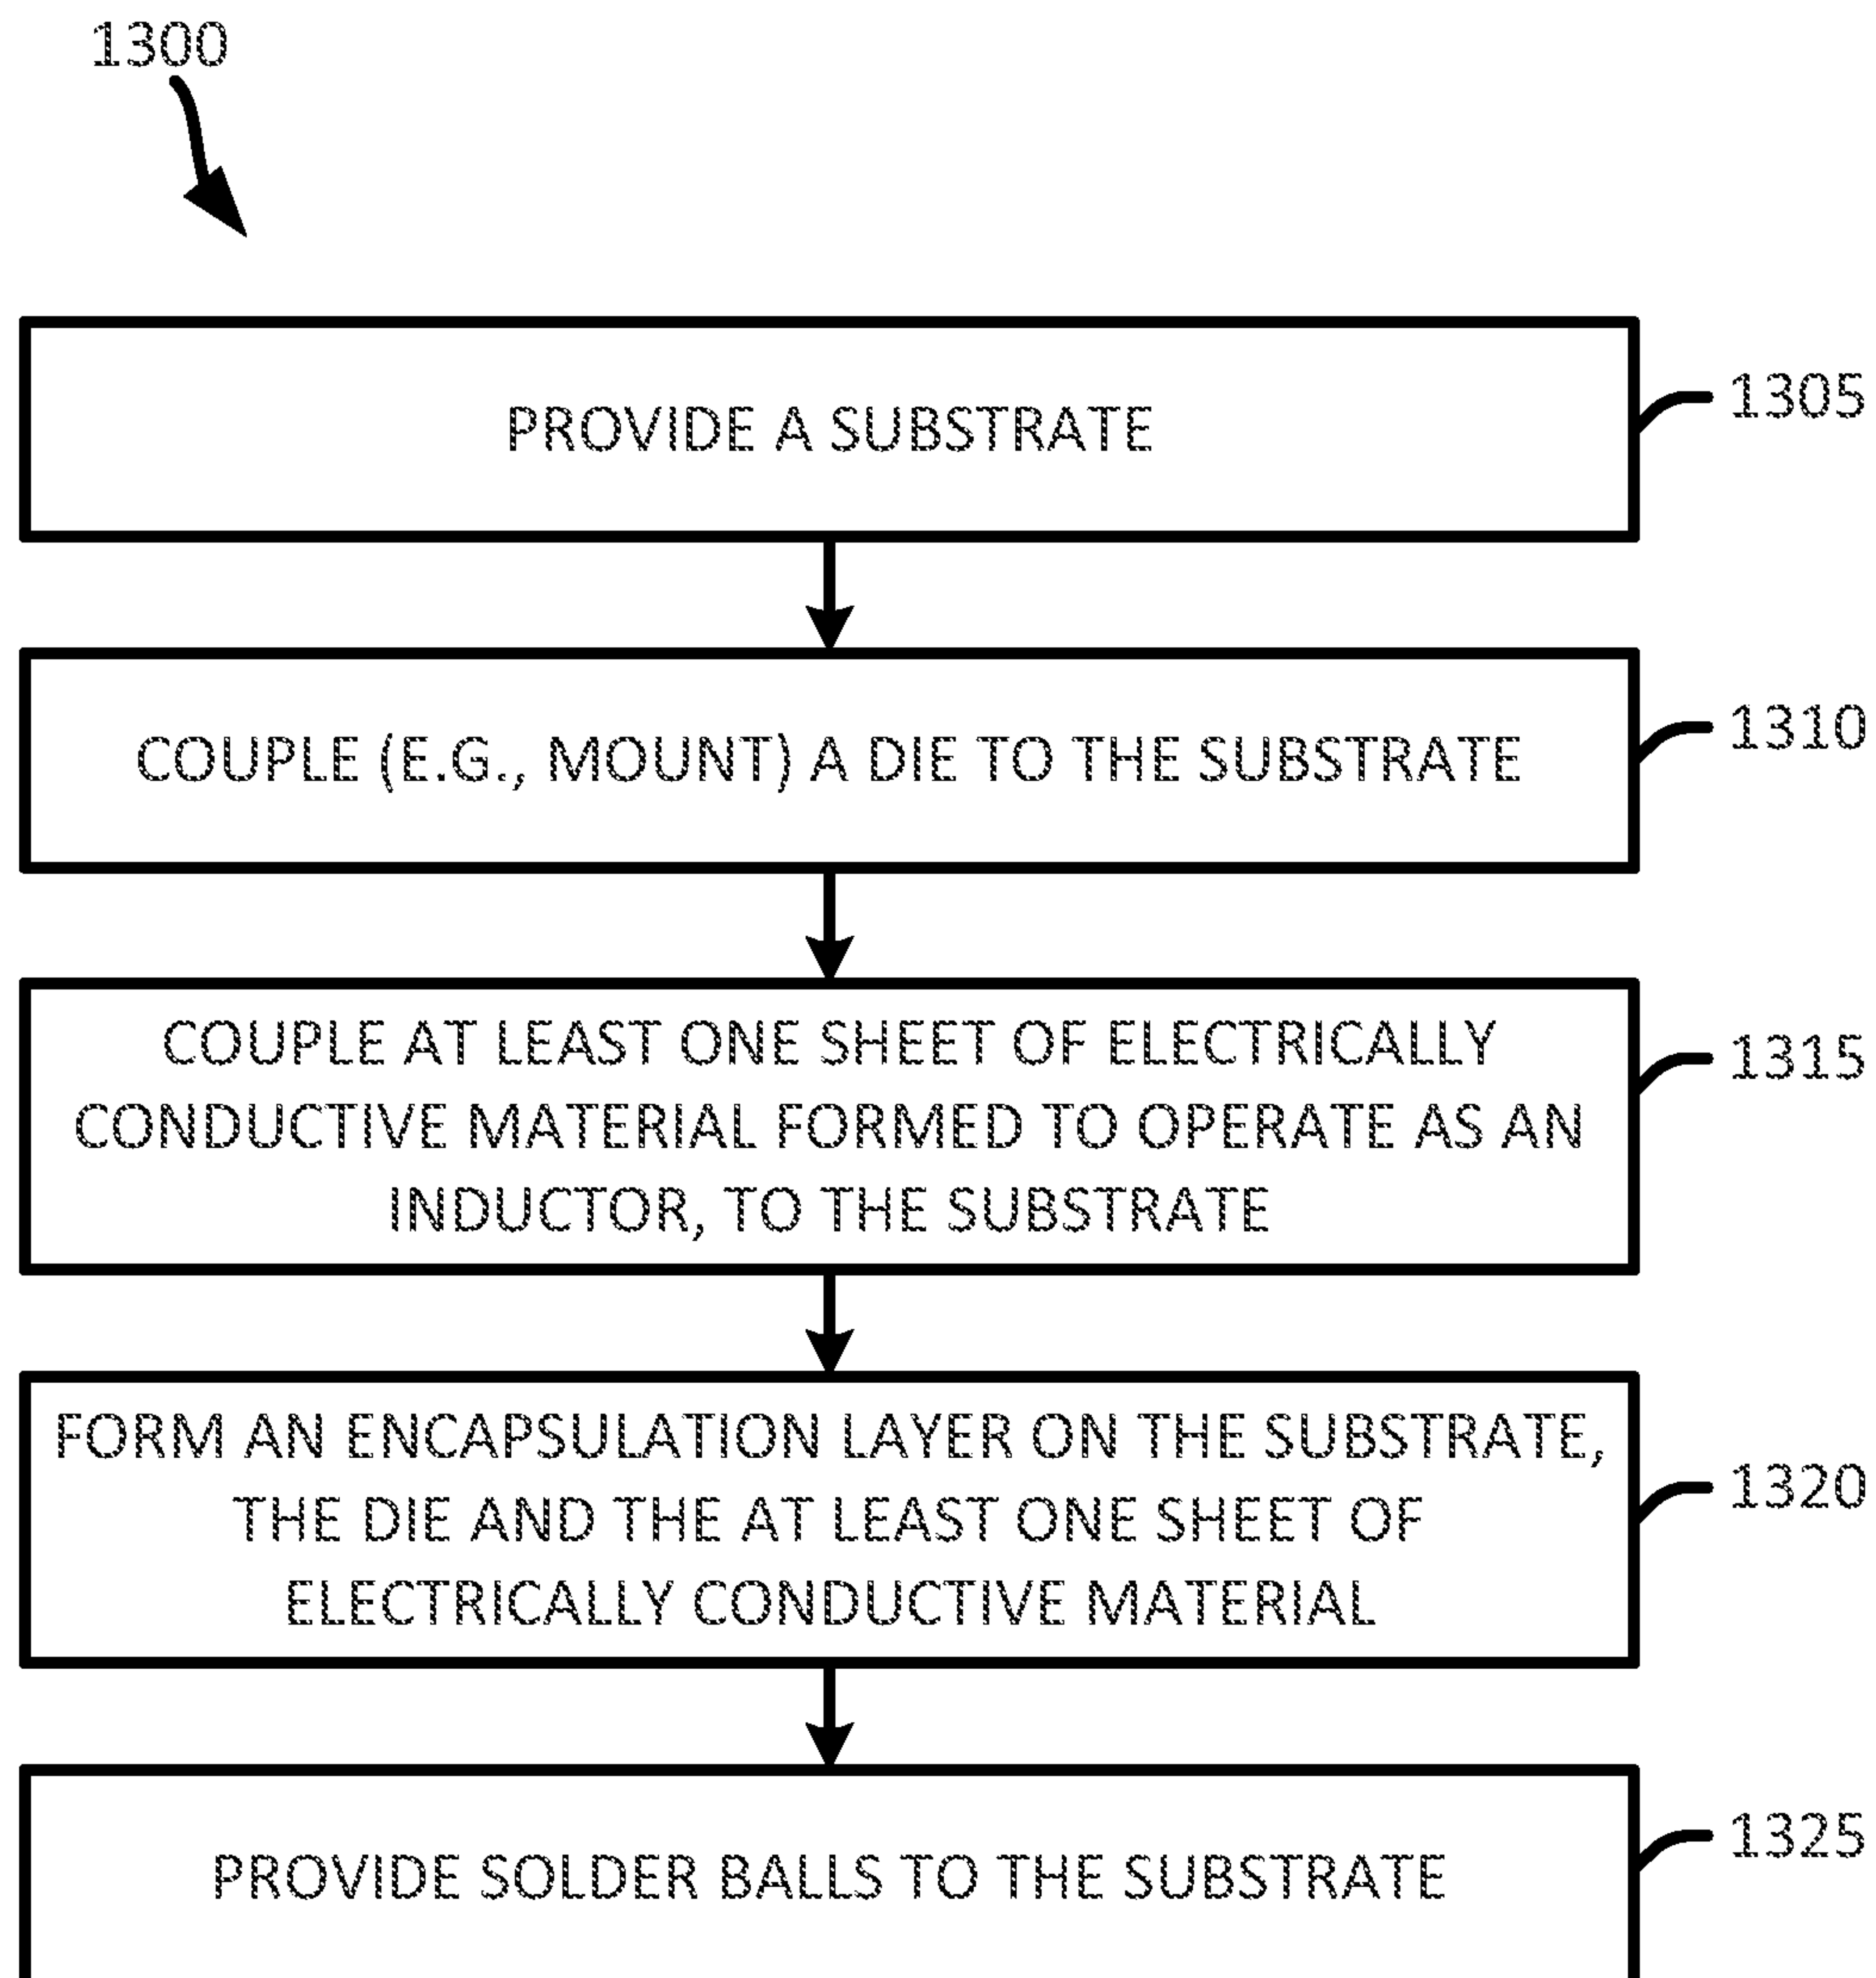 1300
PROVIDE A SUBSTRATE
1305
COUPLE (E.G., MOUNT) A DIE TO THE SUBSTRATE
1310
COUPLE AT LEAST ONE SHEET OF ELECTRICALLY
CONDUCTIVE MATERIAL FORMED TO OPERATE AS AN
INDUCTOR, TO THE SUBSTRATE
1315
FORM AN ENCAPSULATION LAYER ON THE SUBSTRATE,
THE DIE AND THE AT LEAST ONE SHEET OF
ELECTRICALLY CONDUCTIVE MATERIAL
1320
PROVIDE SOLDER BALLS TO THE SUBSTRATE
1325